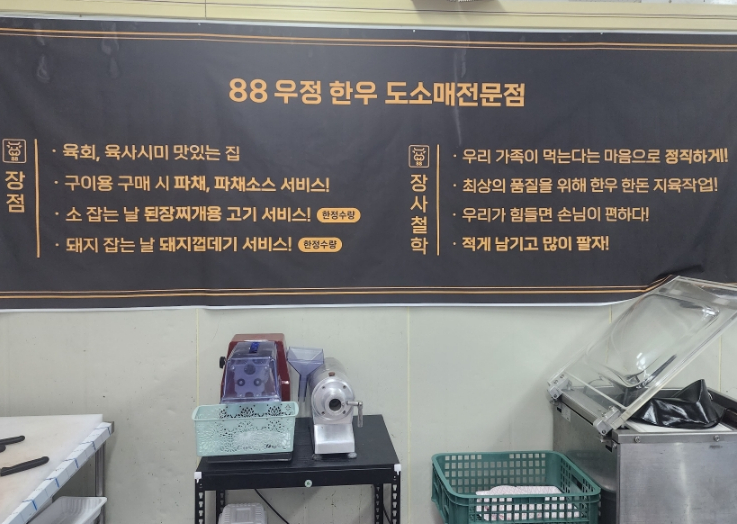 88 우정 한우 도소매전문점
장점
· 육회, 육사시미 맛있는 집
· 구이용 구매 시 파채, 파채소스 서비스!
· 소 잡는 날 된장찌개용 고기 서비스! 한정수량
· 돼지 잡는 날 돼지껍데기 서비스! 한정수량
장사철학
· 우리 가족이 먹는다는 마음으로 정직하게!
· 최상의 품질을 위해 한우 한돈 지육작업!
· 우리가 힘들면 손님이 편하다!
· 적게 남기고 많이 팔자!